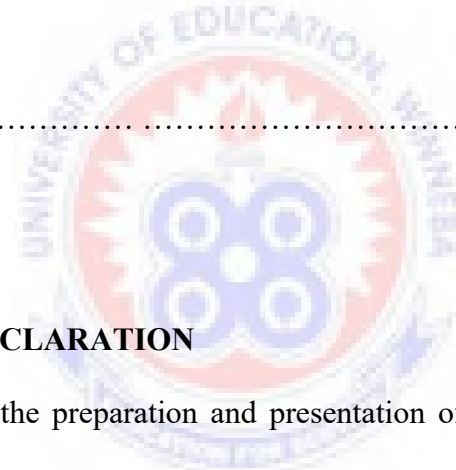 UNIVERSITY OF EDUCATION, WINNEBA
…………. ……………………………
CLARATION
the preparation and presentation of